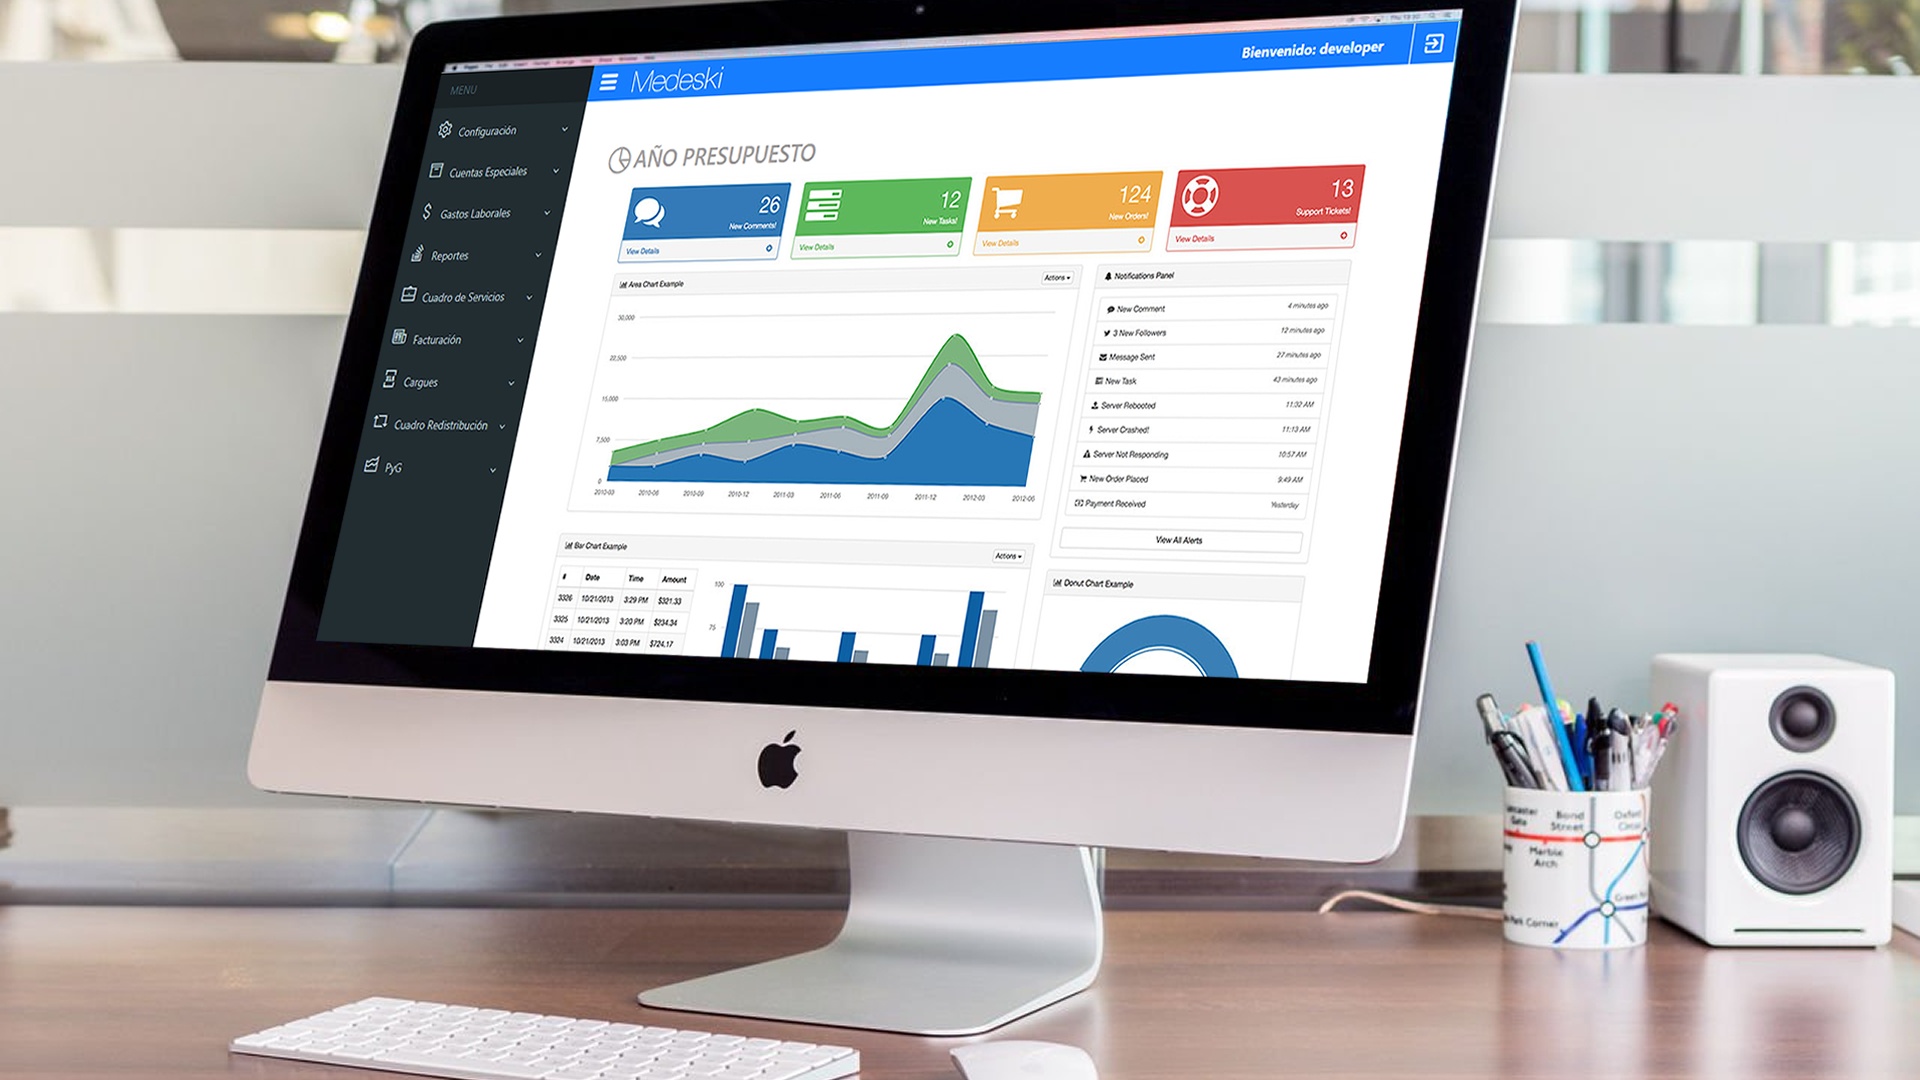 Bienvenido: developer
MENU
Medeski
Configuración
Cuentas Especiales
Gastos Laborales
Reportes
Cuadro de Servicios
Facturación
Cargues
Cuadro Redistribución
PyG
AÑO PRESUPUESTO
26
New Comments!
View Details
12
New Tasks!
View Details
124
New Orders!
View Details
13
Support Tickets!
View Details
Area Chart Example
Actions
30,000
22,500
15,000
7,500
0
2010-03 2010-06 2010-09 2010-12 2011-03 2011-06 2011-09 2011-12 2012-03 2012-06
Notifications Panel
New Comment 4 minutes ago
3 New Followers 12 minutes ago
Message Sent 27 minutes ago
New Task 43 minutes ago
Server Rebooted 11:32 AM
Server Crashed! 11:13 AM
Server Not Responding 10:57 AM
New Order Placed 9:49 AM
Payment Received Yesterday
View All Alerts
Bar Chart Example
Actions
# Date Time Amount
3326 10/21/2013 3:29 PM $321.33
3325 10/21/2013 3:20 PM $234.34
3324 10/21/2013 3:03 PM $724.17
100
75
Donut Chart Example
Bond
Street
Oxford
Marble
Arch
Green
Park Corner